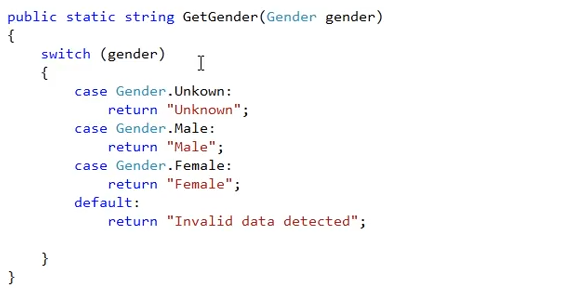 public static string GetGender(Gender gender)
{
    switch (gender)
    {
        case Gender.Unkown:
            return "Unknown";
        case Gender.Male:
            return "Male";
        case Gender.Female:
            return "Female";
        default:
            return "Invalid data detected";
    }
}